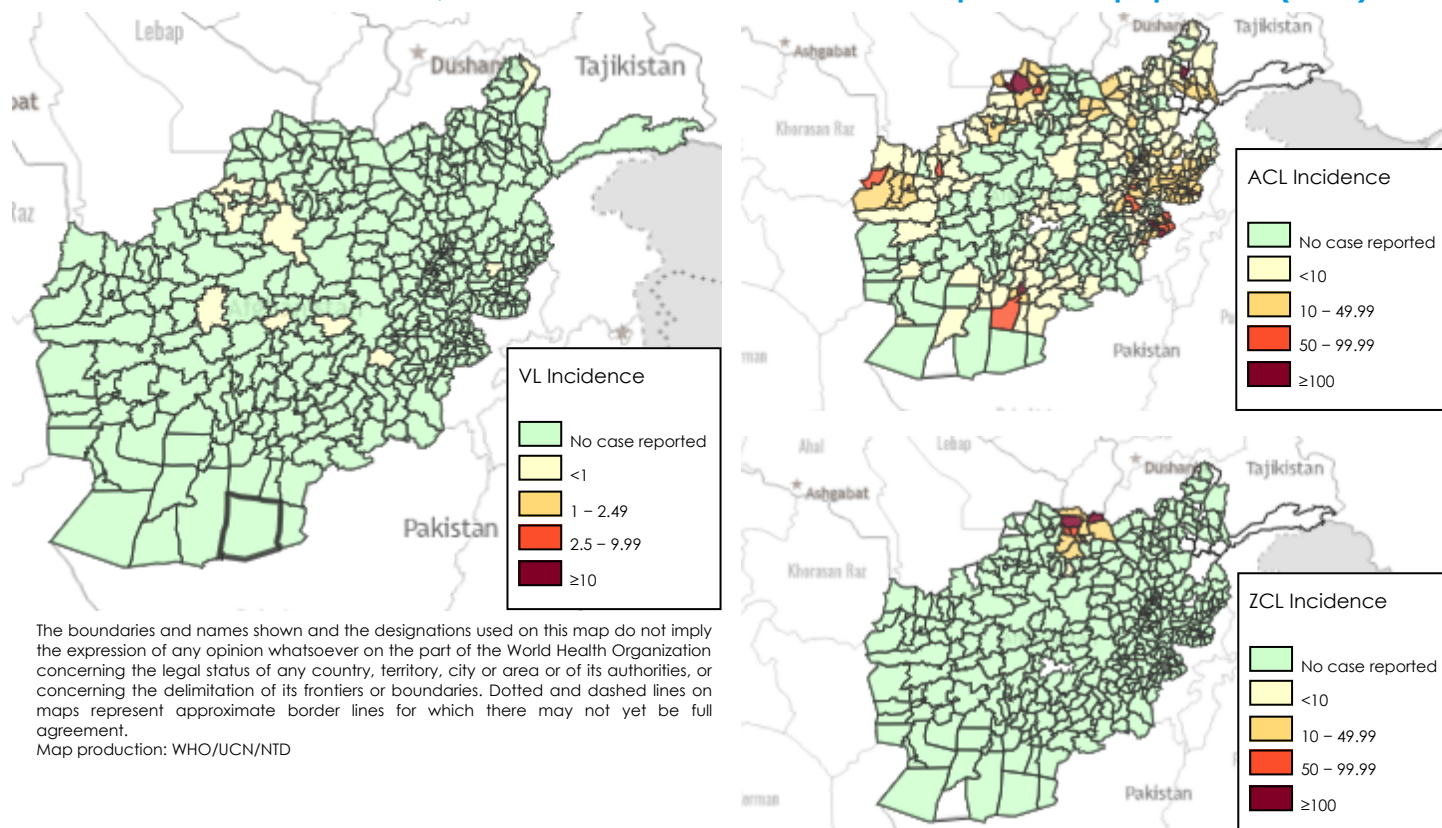 Lebap
Dushan
Tajikistan
bat
Raz
Pakistan
VL Incidence
No case reported
<1
1 – 2.49
2.5 – 9.99
≥10
The boundaries and names shown and the designations used on this map do not imply
the expression of any opinion whatsoever on the part of the World Health Organization
concerning the legal status of any country, territory, city or area or of its authorities, or
concerning the delimitation of its frontiers or boundaries. Dotted and dashed lines on
maps represent approximate border lines for which there may not yet be full
agreement.
Map production: WHO/UCN/NTD
Dushan
Tajikistan
Ashgabat
Khorasan Raz
Pakistan
ACL Incidence
No case reported
<10
10 – 49.99
50 – 99.99
≥100
Ahal
Lebap
Dushan
Tajikistan
Ashgabat
Khorasan Raz
Pakistan
ZCL Incidence
No case reported
<10
10 – 49.99
50 – 99.99
≥100